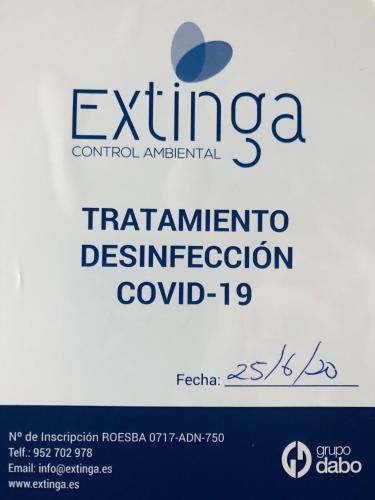 Extinga
CONTROL AMBIENTAL
TRATAMIENTO
DESINFECCIÓN
COVID-19
Fecha: 25/6/20
Nº de Inscripción ROESBA 0717-ADN-750
Telf.: 952 702 978
Email: info@extinga.es
www.extinga.es
grupo
dabo